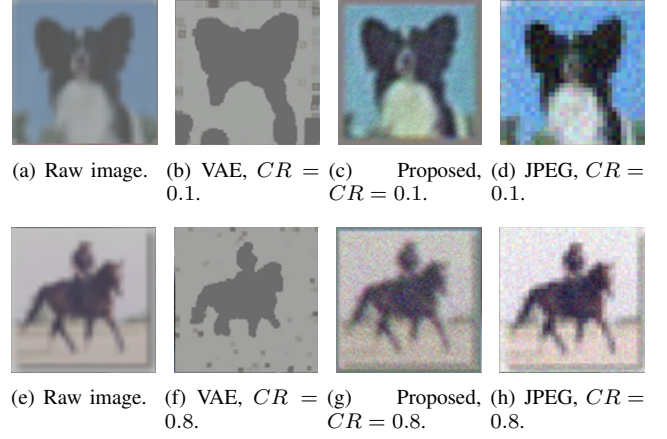 (a) Raw image. (b) VAE, CR = (c) Proposed, (d) JPEG, CR =
0.1. CR = 0.1. 0.1.
(e) Raw image. (f) VAE, CR = (g) Proposed, (h) JPEG, CR =
0.8. CR = 0.8. 0.8.